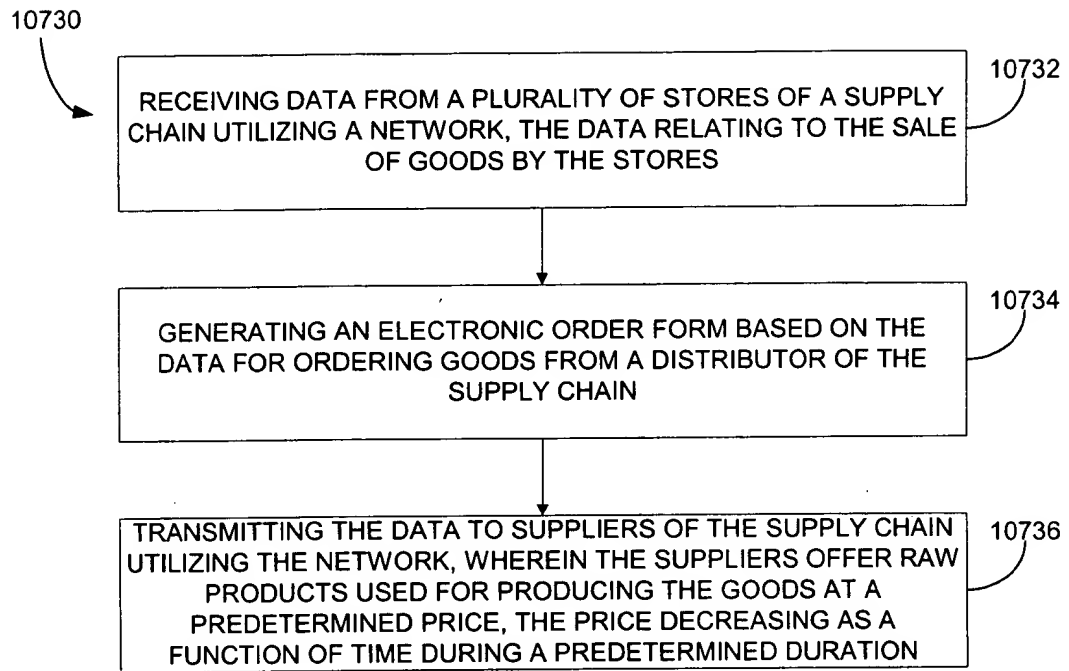 10730
10732
RECEIVING DATA FROM A PLURALITY OF STORES OF A SUPPLY
CHAIN UTILIZING A NETWORK, THE DATA RELATING TO THE SALE
OF GOODS BY THE STORES
10734
GENERATING AN ELECTRONIC ORDER FORM BASED ON THE
DATA FOR ORDERING GOODS FROM A DISTRIBUTOR OF THE
SUPPLY CHAIN
10736
TRANSMITTING THE DATA TO SUPPLIERS OF THE SUPPLY CHAIN
UTILIZING THE NETWORK, WHEREIN THE SUPPLIERS OFFER RAW
PRODUCTS USED FOR PRODUCING THE GOODS AT A
PREDETERMINED PRICE, THE PRICE DECREASING AS A
FUNCTION OF TIME DURING A PREDETERMINED DURATION